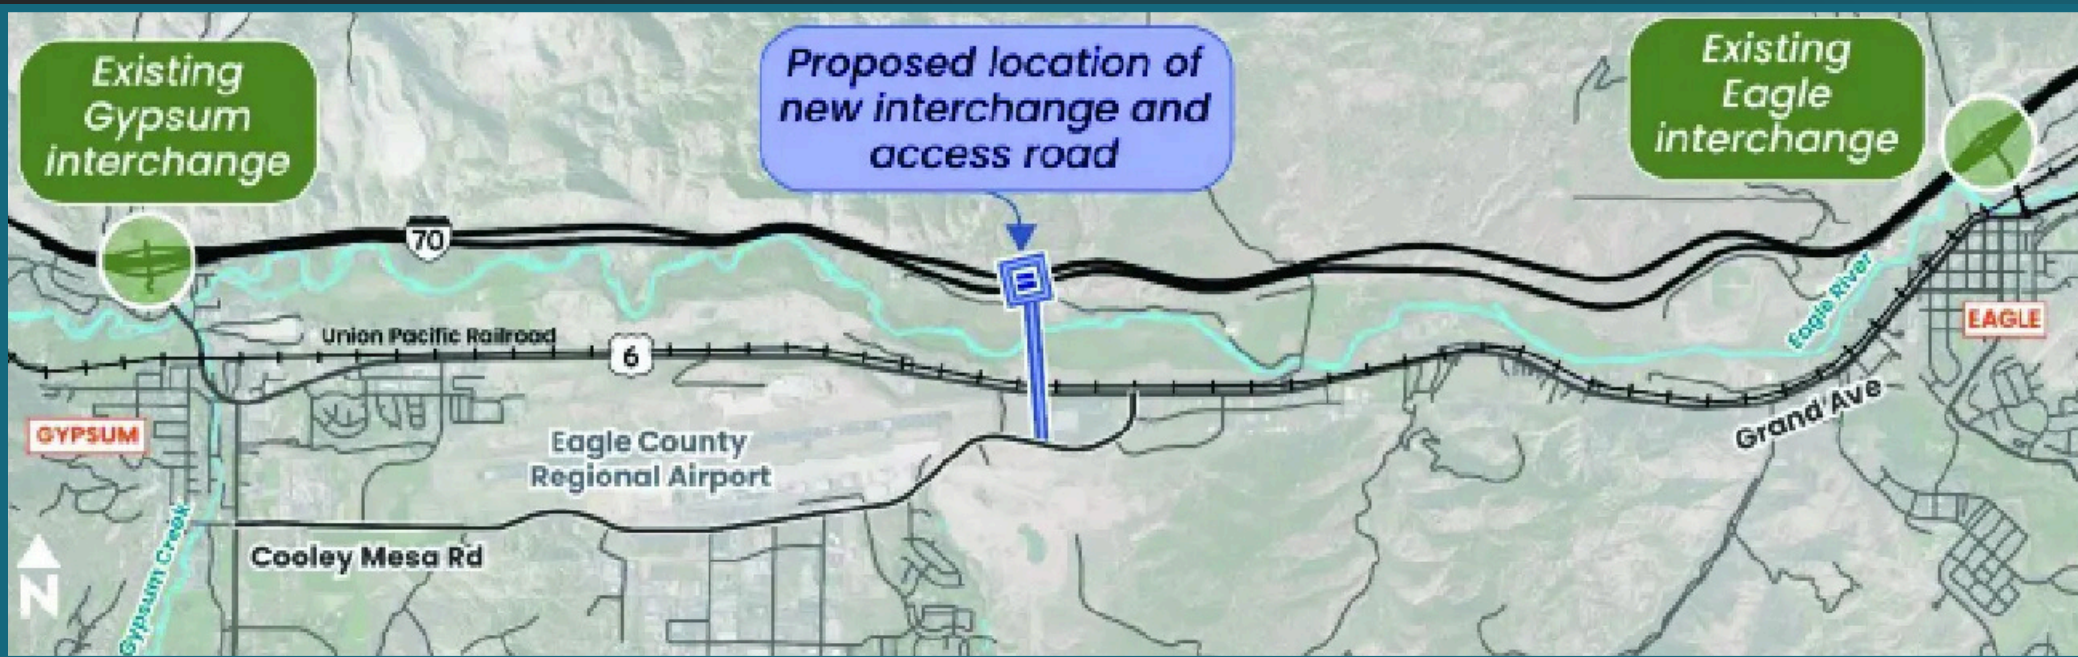 Existing
Gypsum
interchange
Proposed location of
new interchange and
access road
Existing
Eagle
interchange
70
Union Pacific Railroad
6
Eagle River
EAGLE
GYPSUM
Eagle County
Regional Airport
Grand Ave
Cooley Mesa Rd
Gypsum Creek
N